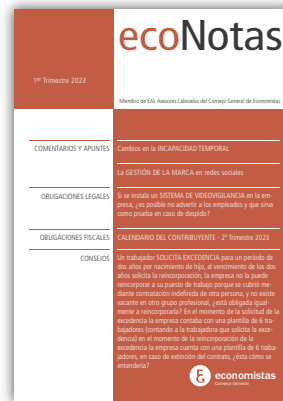 ecoNotas
1er Trimestre 2023
Miembro de EAL Asesores Laborales del Consejo General de Economistas
COMENTARIOS Y APUNTES
Cambios en la INCAPACIDAD TEMPORAL
La GESTIÓN DE LA MARCA en redes sociales
OBLIGACIONES LEGALES
Si se instala un SISTEMA DE VIDEOVIGILANCIA en la em-
presa, ¿es posible no advertir a los empleados y que sirva
como prueba en caso de despido?
OBLIGACIONES FISCALES
CALENDARIO DEL CONTRIBUYENTE - 2º Trimestre 2023
CONSEJOS
Un trabajador SOLICITA EXCEDENCIA para un período de
dos años por nacimiento de hijo, al vencimiento de los dos
años solicita la reincorporación, la empresa no la puede
reincorporar a su puesto de trabajo porque se cubrió me-
diante contratación indefinida de otra persona, y no existe
vacante en otro grupo profesional, ¿está obligada igual-
mente a reincorporarla? En el momento de la solicitud de la
excedencia la empresa contaba con una plantilla de 6 tra-
bajadores (contando a la trabajadora que solicita la exce-
dencia) en el momento de la reincorporación de la
excedencia la empresa cuenta con una plantilla de 6 traba-
jadores, en caso de extinción del contrato, ¿ésta cómo se
entendería?
economistas
Consejo General